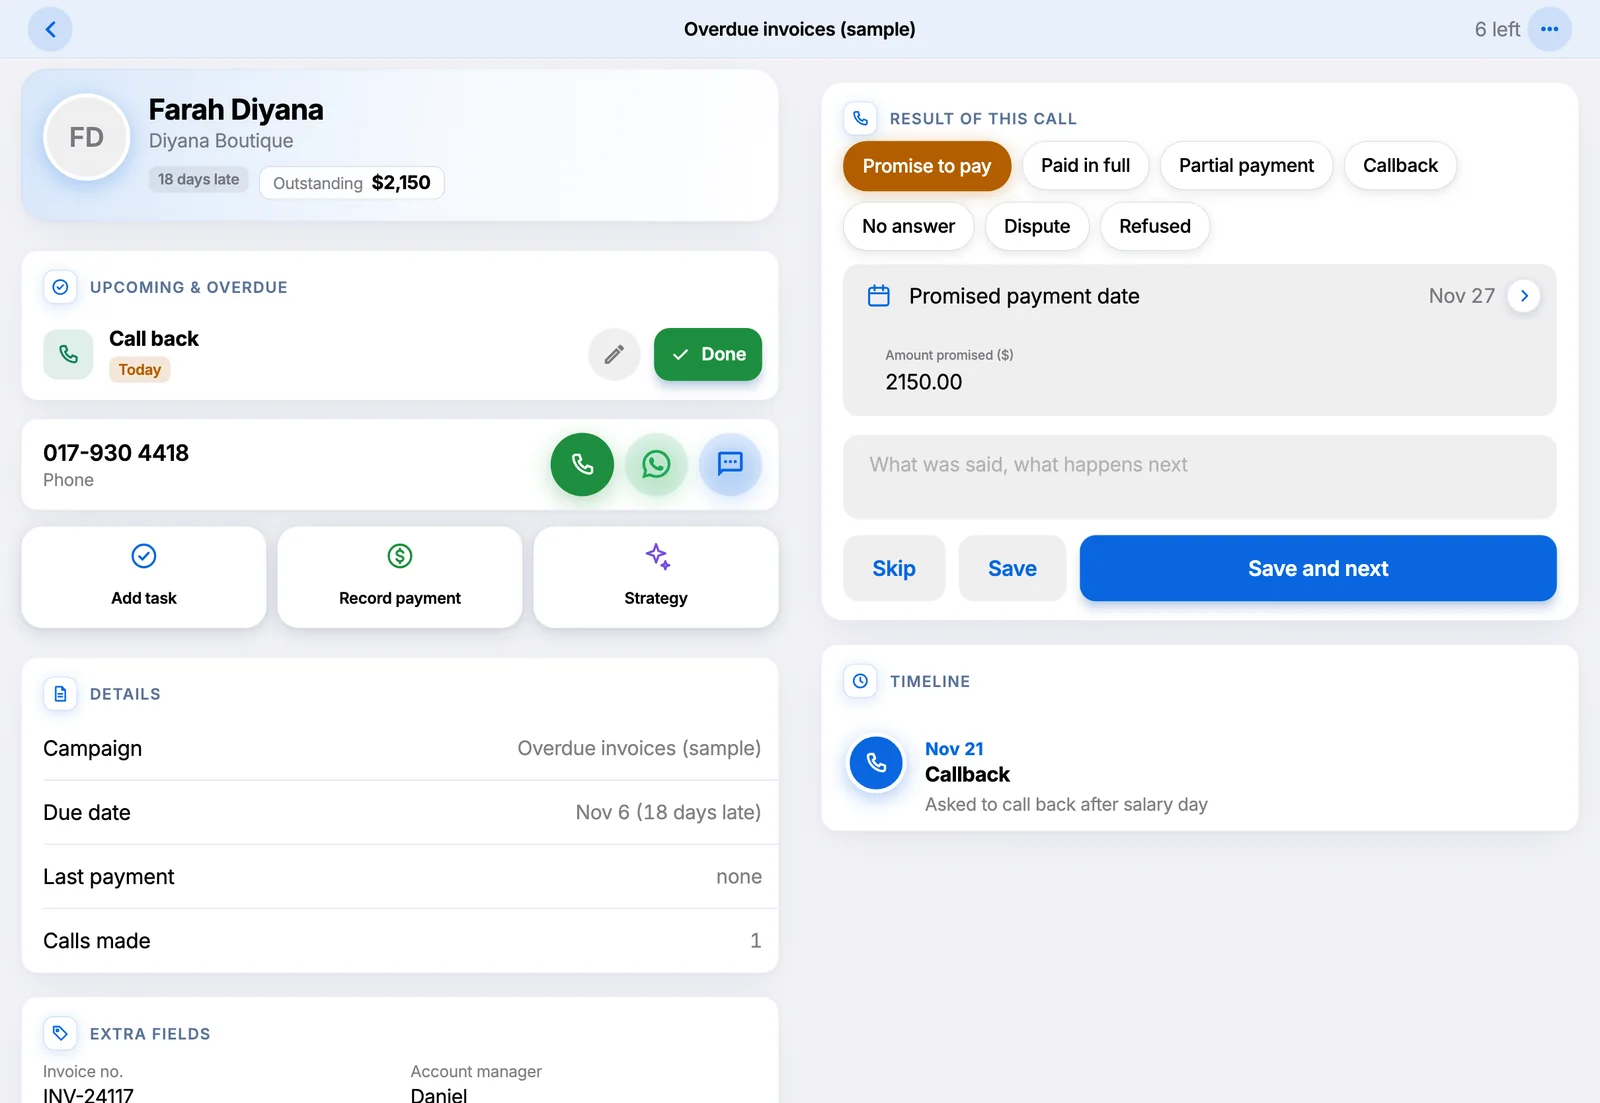 Overdue invoices (sample)
6 left
FD
Farah Diyana
Diyana Boutique
18 days late
Outstanding $2,150
UPCOMING & OVERDUE
Call back
Today
Done
017-930 4418
Phone
Add task
Record payment
Strategy
DETAILS
Campaign
Overdue invoices (sample)
Due date
Nov 6 (18 days late)
Last payment
none
Calls made
1
EXTRA FIELDS
Invoice no.
INV-24117
Account manager
Daniel
RESULT OF THIS CALL
Promise to pay
Paid in full
Partial payment
Callback
No answer
Dispute
Refused
Promised payment date
Nov 27
Amount promised ($)
2150.00
What was said, what happens next
Skip
Save
Save and next
TIMELINE
Nov 21
Callback
Asked to call back after salary day